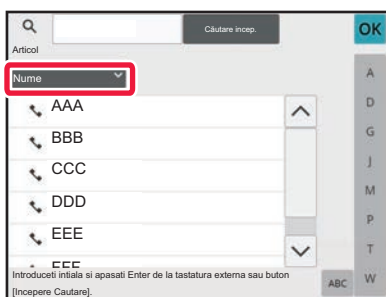 Căutare incep.
OK
Articol
Nume
AAA
BBB
CCC
DDD
EEE
FFF
Introduceti intiala si apasati Enter de la tastatura externa sau buton
[Incepere Cautare].
ABC
A
D
G
J
M
P
T
W